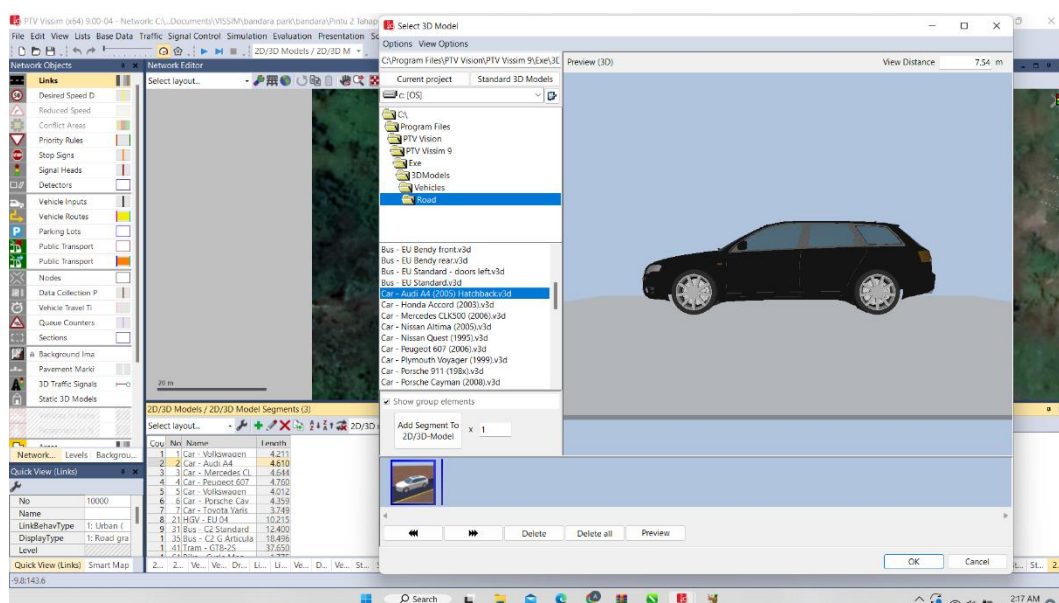 PTV Vissim (x64) 9.00-04 - Network: C:\...Documents\VISSIM\bandara park\bandara\Pintu 2 Tahap
File Edit View Lists Base Data Traffic Signal Control Simulation Evaluation Presentation
2D/3D Models / 2D/3D M
Network Objects
Links
Desired Speed D
Reduced Speed
Conflict Areas
Priority Rules
Stop Signs
Signal Heads
Detectors
Vehicle Inputs
Vehicle Routes
Parking Lots
Public Transport
Public Transport
Nodes
Data Collection P
Vehicle Travel Ti
Queue Counters
Sections
Background Ima
Pavement Marki
3D Traffic Signals
Static 3D Models
Network... Levels Backgrou...
Quick View (Links)
No 10000
Name
LinkBehavType 1: Urban (
DisplayType 1: Road gra
Level
Quick View (Links) Smart Map
-9.8:143.6
Network Editor
Select layout...
20 m
2D/3D Models / 2D/3D Model Segments (3)
Select layout...
Cou No Name Length
1 1 Car - Volkswagen 4.211
2 2 Car - Audi A4 4.610
3 3 Car - Mercedes CL 4.644
4 4 Car - Peugeot 607 4.760
5 5 Car - Volkswagen 4.012
6 6 Car - Porsche Cay 4.359
7 7 Car - Toyota Yaris 3.749
8 21 HGV - EU 04 10.215
9 31 Bus - C2 Standard 12.400
1 35 Bus - C2 G Articula 18.496
1 41 Tram - GT8-2S 37.650
2... 2... Ve... Ve... Dr... Li... Li... Ve... D... Ve... St...
Select 3D Model
Options View Options
C:\Program Files\PTV Vision\PTV Vissim 9\Exe\3D
Current project Standard 3D Models
c: [OS]
C:\
Program Files
PTV Vision
PTV Vissim 9
Exe
3DModels
Vehicles
Road
Bus - EU Bendy front.v3d
Bus - EU Bendy rear.v3d
Bus - EU Standard - doors left.v3d
Bus - EU Standard.v3d
Car - Audi A4 (2005) Hatchback.v3d
Car - Honda Accord (2003).v3d
Car - Mercedes CLK500 (2006).v3d
Car - Nissan Altima (2005).v3d
Car - Nissan Quest (1995).v3d
Car - Peugeot 607 (2006).v3d
Car - Plymouth Voyager (1999).v3d
Car - Porsche 911 (198x).v3d
Car - Porsche Cayman (2008).v3d
Show group elements
Add Segment To
2D/3D-Model
x 1
Preview (3D)
View Distance 7.54 m
Delete Delete all Preview
OK Cancel
Search
2:17 AM